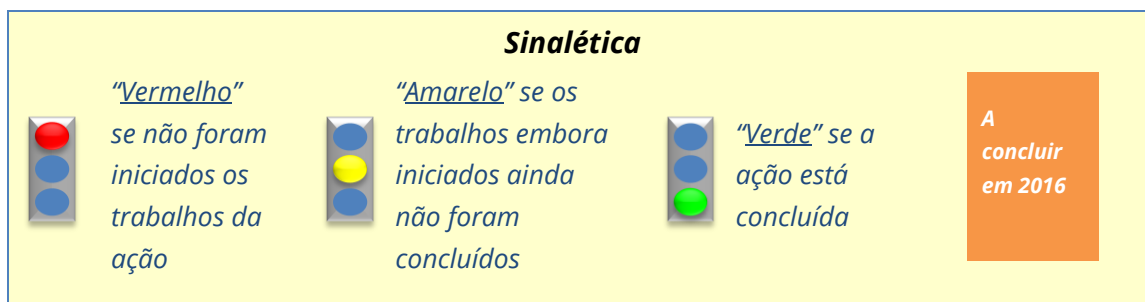 Sinalética
“Vermelho”
se não foram
iniciados os
trabalhos da
ação
“Amarelo” se os
trabalhos embora
iniciados ainda
não foram
concluídos
“Verde” se a
ação está
concluída
A
concluir
em 2016